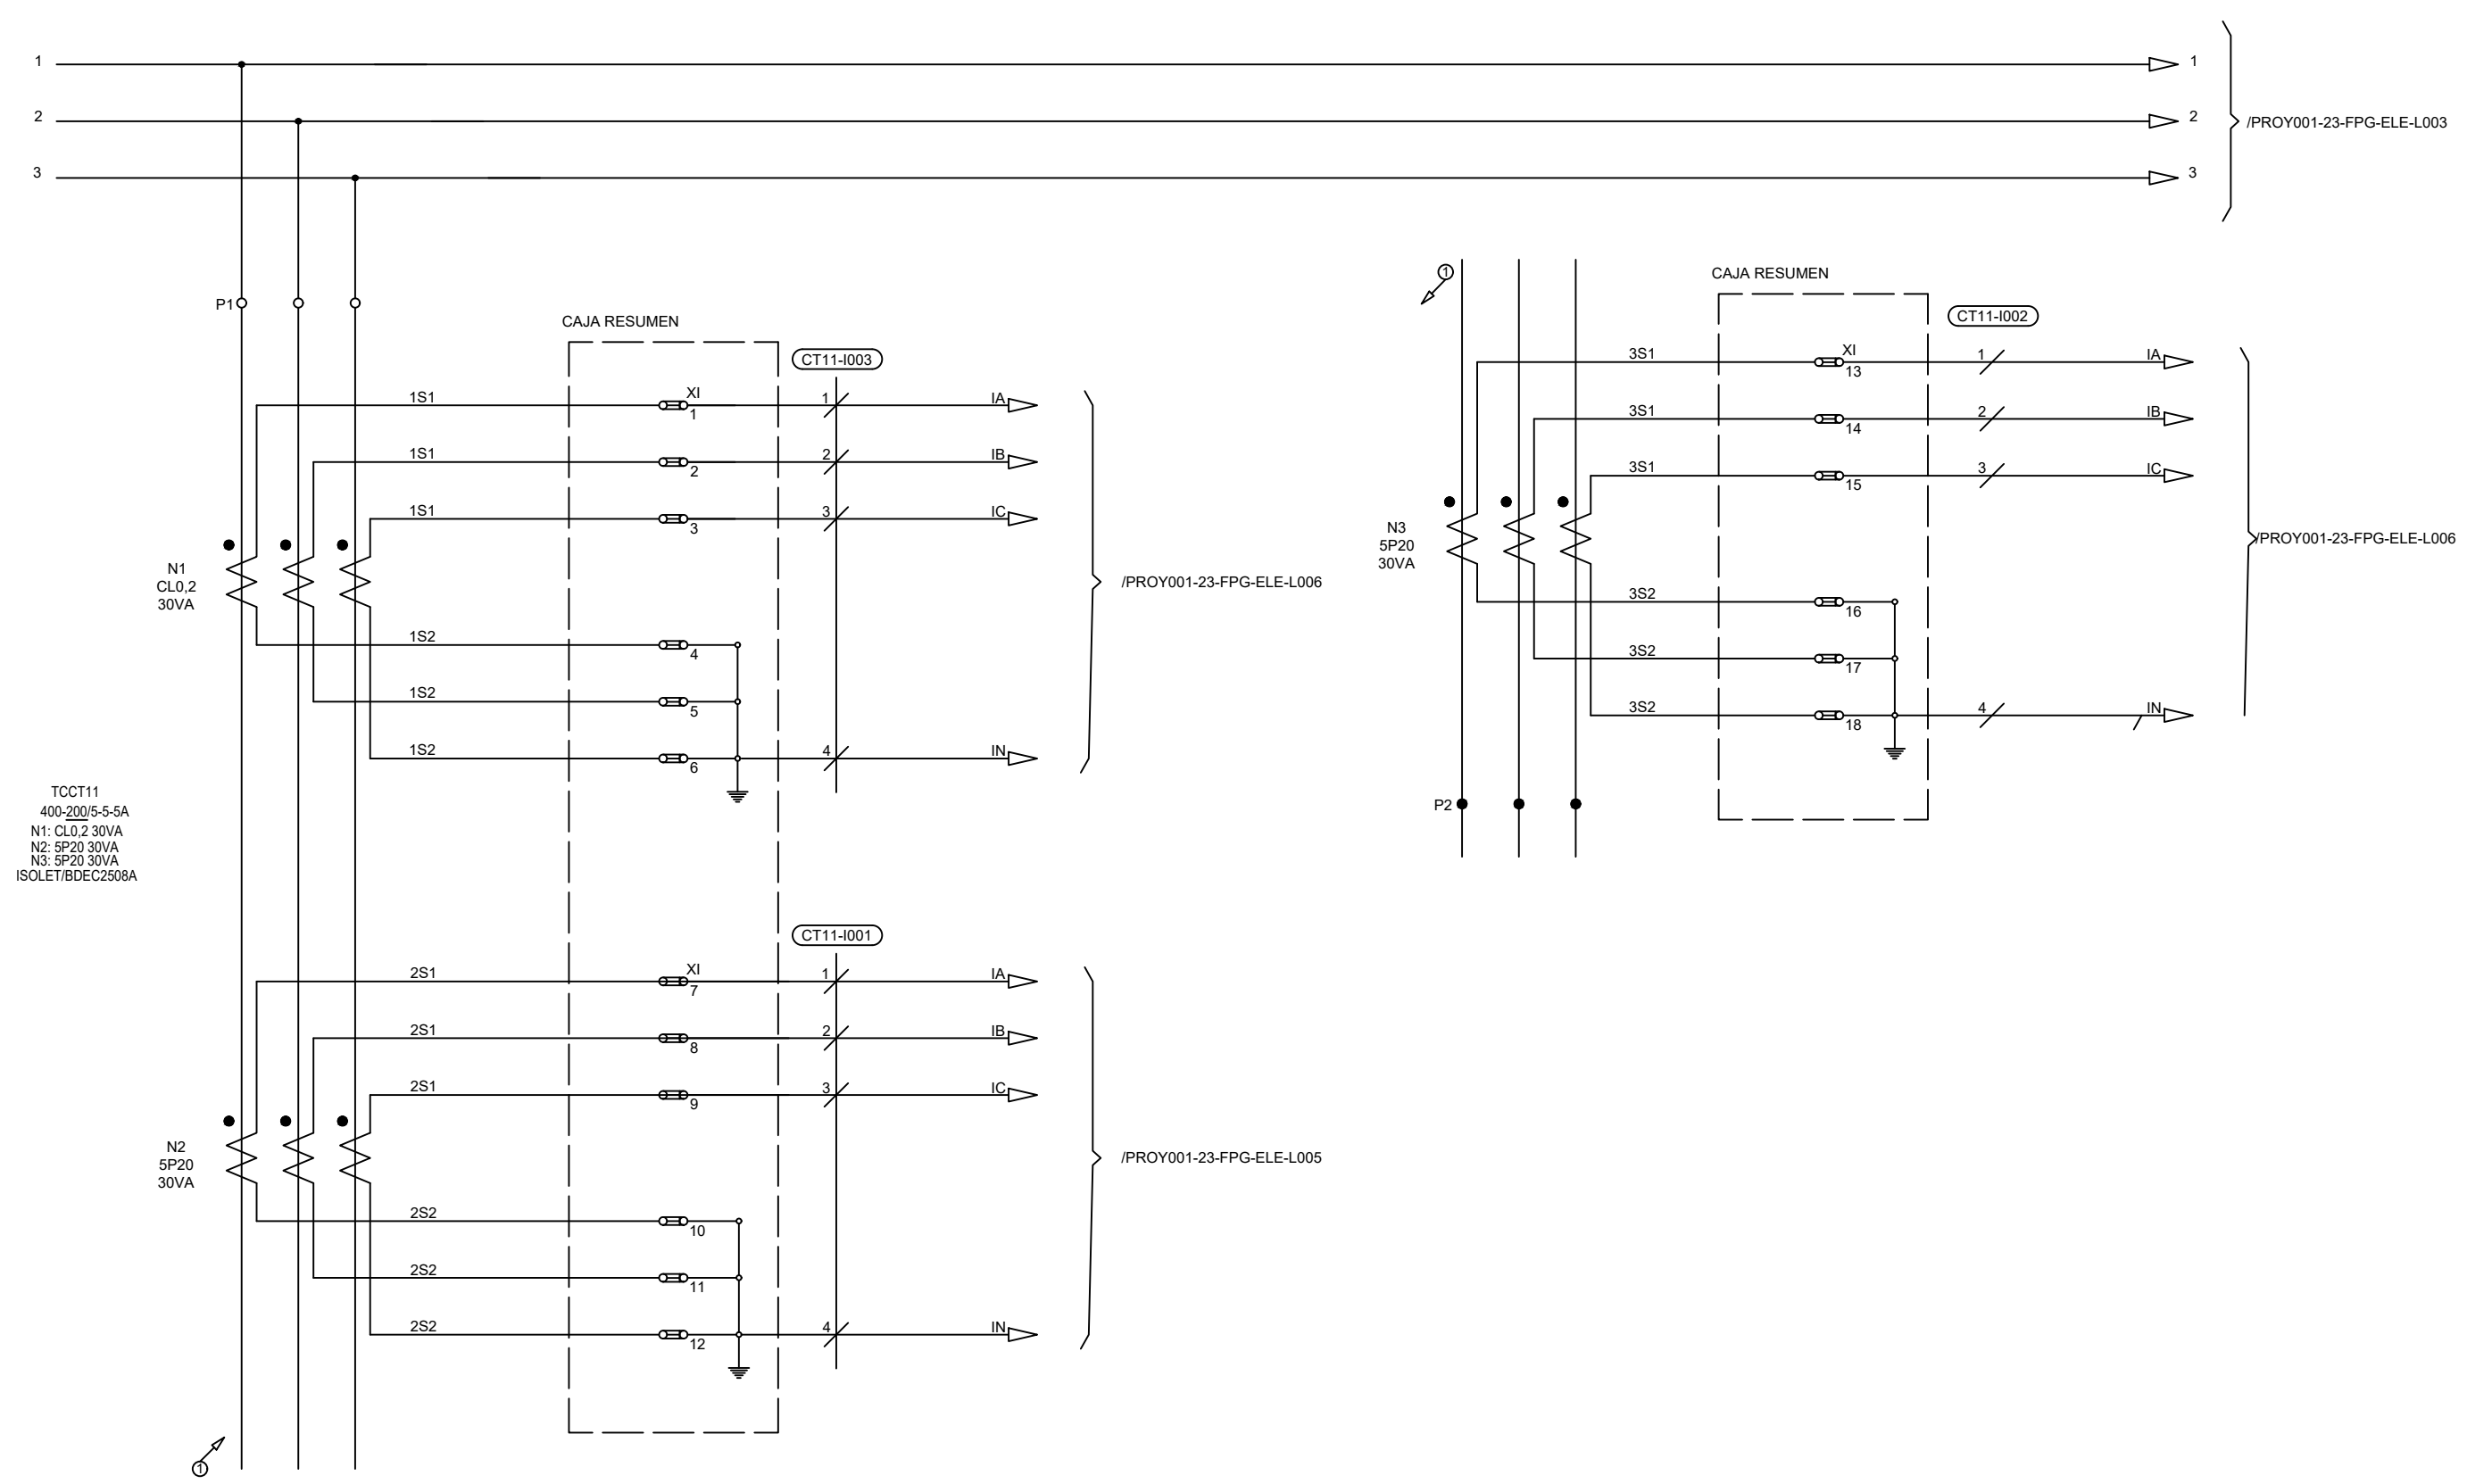 1
1
2
2
/PROY001-23-FPG-ELE-L003
3
3
P1
CAJA RESUMEN
CT11-I003
1S1
XI
1
1
IA
1S1
2
2
IB
1S1
3
3
IC
N1
CL0,2
30VA
/PROY001-23-FPG-ELE-L006
1S2
4
1S2
5
1S2
6
4
IN
TCCT11
400-200/5-5-5A
N1: CL0,2 30VA
N2: 5P20 30VA
N3: 5P20 30VA
ISOLET/BDEC2508A
CT11-I001
2S1
XI
7
1
IA
2S1
8
2
IB
2S1
9
3
IC
N2
5P20
30VA
/PROY001-23-FPG-ELE-L005
2S2
10
2S2
11
2S2
12
4
IN
1
1
CAJA RESUMEN
CT11-I002
3S1
XI
13
1
IA
3S1
14
2
IB
3S1
15
3
IC
N3
5P20
30VA
/PROY001-23-FPG-ELE-L006
3S2
16
3S2
17
3S2
18
4
IN
P2